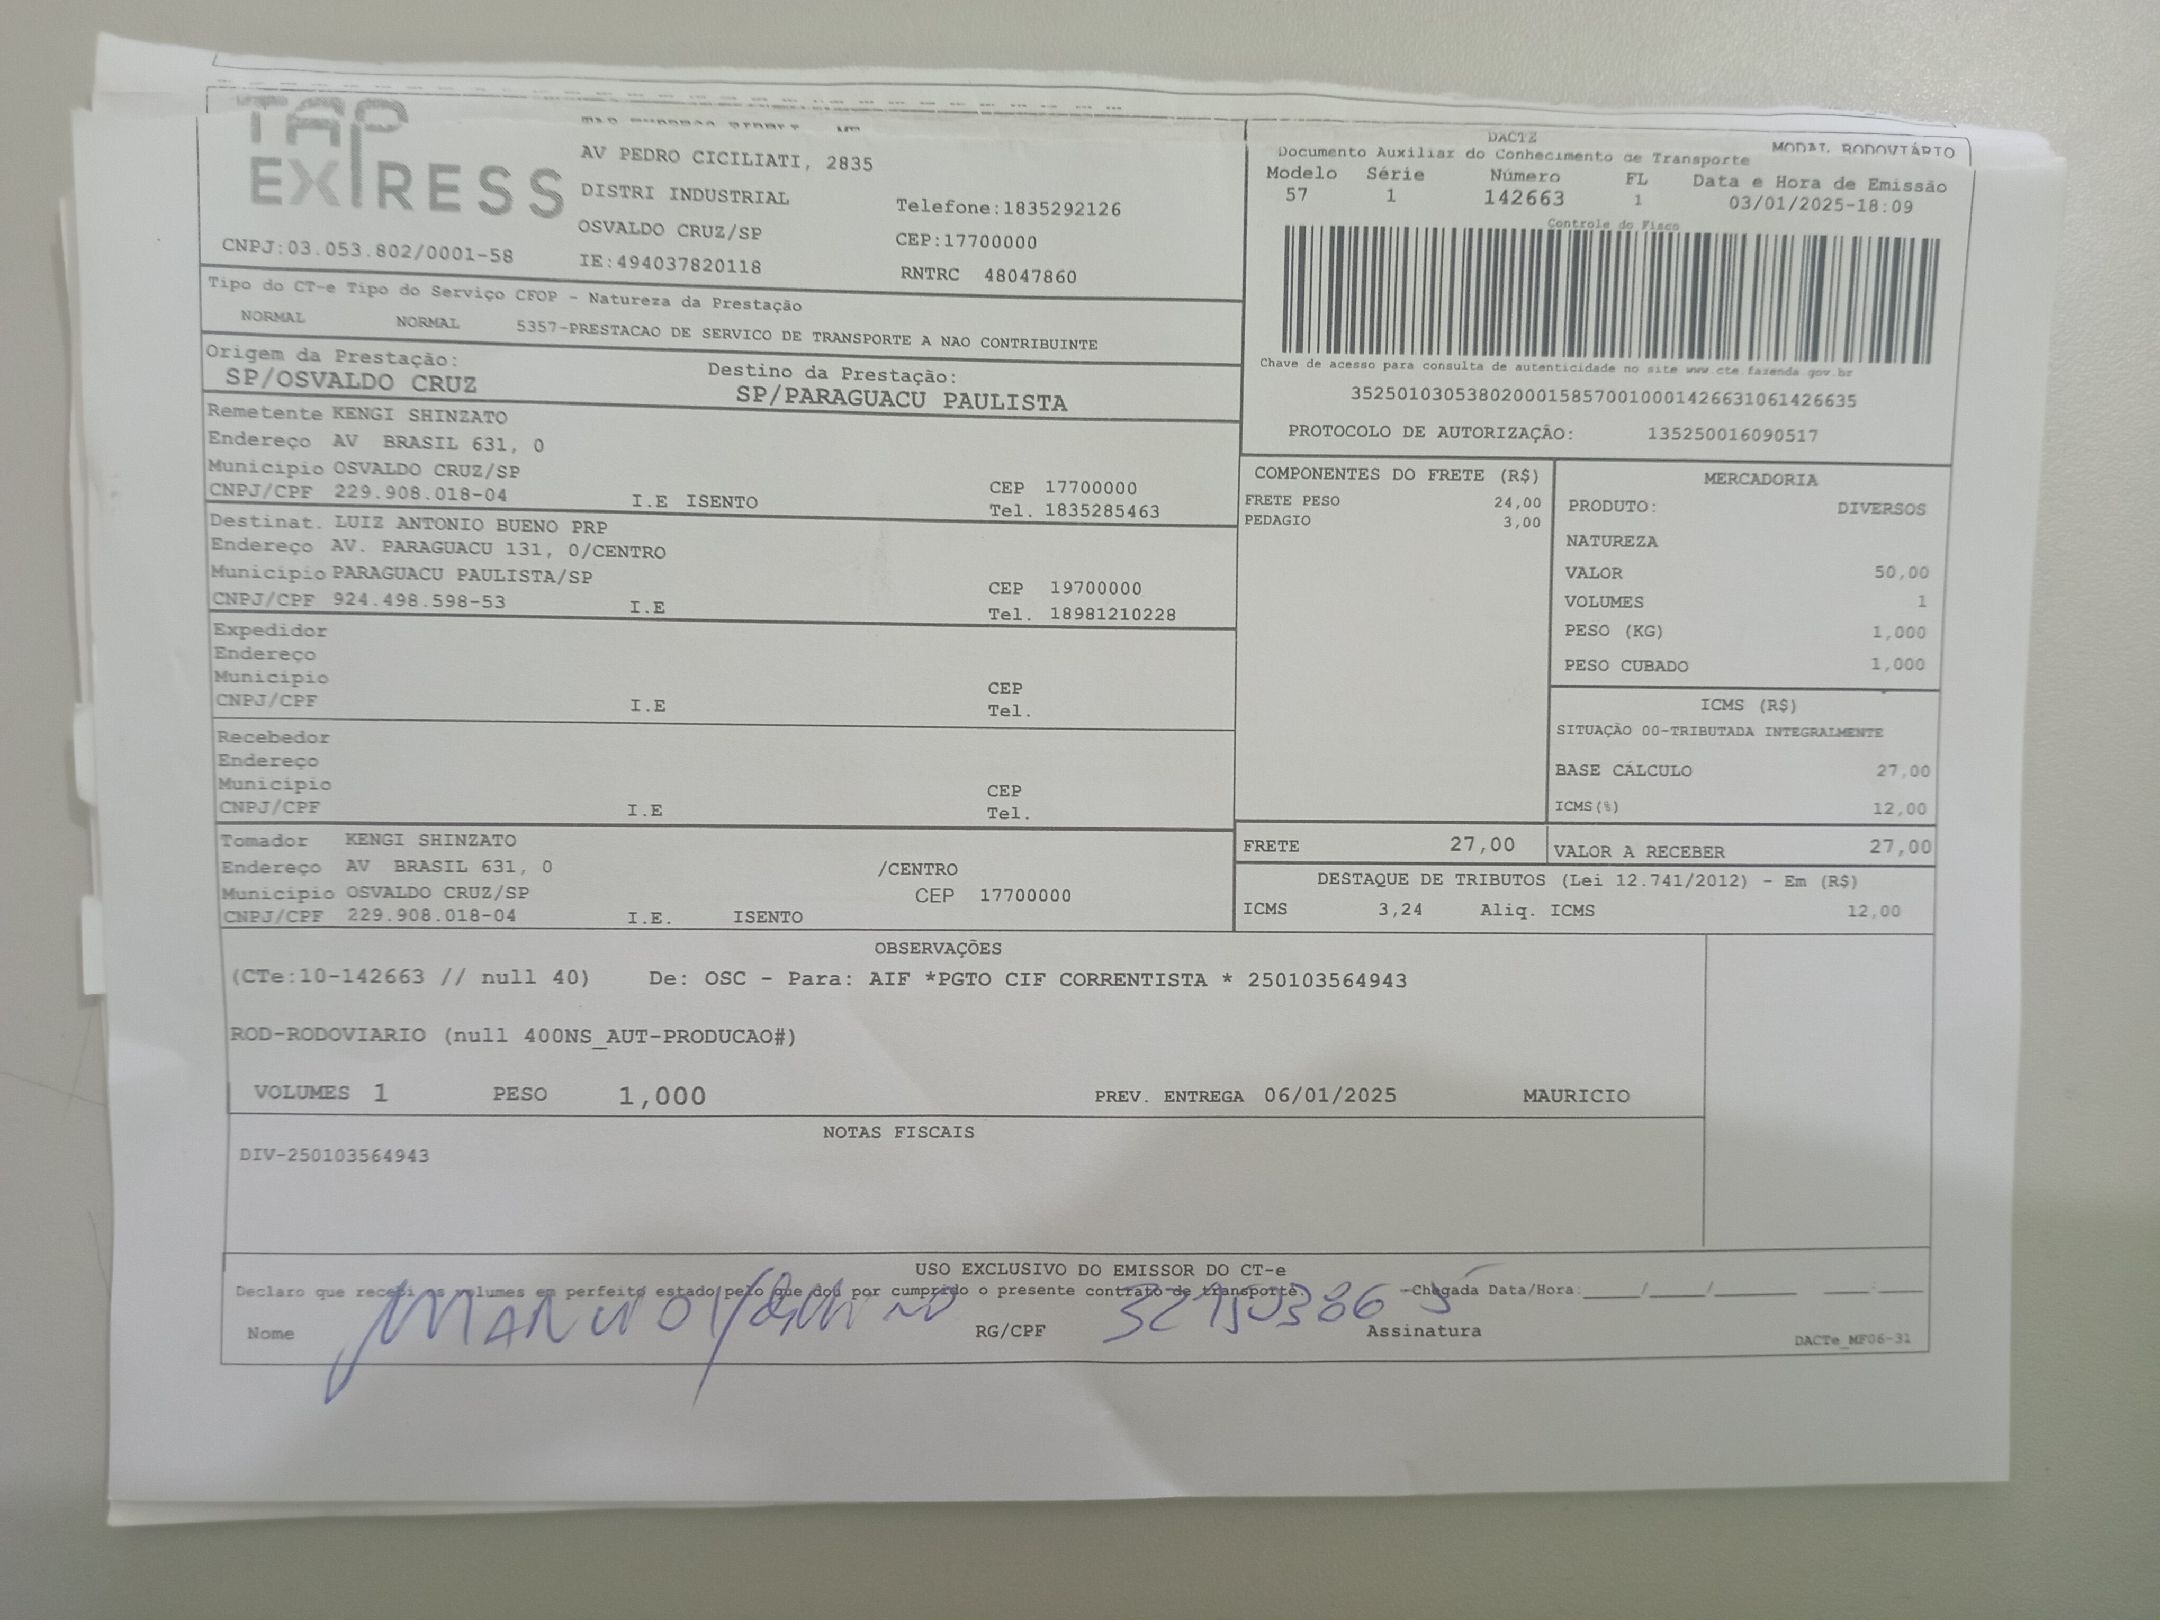 TAP
EXPRESS
AV PEDRO CICILIATI, 2835
DISTRI INDUSTRIAL
Telefone:1835292126
OSVALDO CRUZ/SP
CEP:17700000
CNPJ:03.053.802/0001-58
IE:494037820118
RNTRC 48047860
DACTE
MODAL RODOVIÁRIO
Documento Auxiliar do Conhecimento de Transporte
Modelo Série Número FL Data e Hora de Emissão
57 1 142663 1 03/01/2025-18:09
Controle do Fisco
Chave de acesso para consulta de autenticidade no site www.cte.fazenda.gov.br
35250103053802000158570010001426631061426635
PROTOCOLO DE AUTORIZAÇÃO: 135250016090517
Tipo do CT-e Tipo do Serviço CFOP - Natureza da Prestação
NORMAL NORMAL 5357-PRESTACAO DE SERVICO DE TRANSPORTE A NAO CONTRIBUINTE
Origem da Prestação: Destino da Prestação:
SP/OSVALDO CRUZ SP/PARAGUACU PAULISTA
Remetente KENGI SHINZATO
Endereço AV BRASIL 631, 0
Municipio OSVALDO CRUZ/SP CEP 17700000
CNPJ/CPF 229.908.018-04 I.E ISENTO Tel. 1835285463
Destinat. LUIZ ANTONIO BUENO PRP
Endereço AV. PARAGUACU 131, 0/CENTRO
Municipio PARAGUACU PAULISTA/SP CEP 19700000
CNPJ/CPF 924.498.598-53 I.E Tel. 18981210228
Expedidor
Endereço
Municipio CEP
CNPJ/CPF I.E Tel.
Recebedor
Endereço
Municipio CEP
CNPJ/CPF I.E Tel.
Tomador KENGI SHINZATO
Endereço AV BRASIL 631, 0 /CENTRO
Municipio OSVALDO CRUZ/SP CEP 17700000
CNPJ/CPF 229.908.018-04 I.E. ISENTO
COMPONENTES DO FRETE (R$)
FRETE PESO 24,00
PEDAGIO 3,00
MERCADORIA
PRODUTO: DIVERSOS
NATUREZA
VALOR 50,00
VOLUMES 1
PESO (KG) 1,000
PESO CUBADO 1,000
ICMS (R$)
SITUAÇÃO 00-TRIBUTADA INTEGRALMENTE
BASE CÁLCULO 27,00
ICMS(%) 12,00
FRETE 27,00 VALOR A RECEBER 27,00
DESTAQUE DE TRIBUTOS (Lei 12.741/2012) - Em (R$)
ICMS 3,24 Aliq. ICMS 12,00
OBSERVAÇÕES
(CTe:10-142663 // null 40) De: OSC - Para: AIF *PGTO CIF CORRENTISTA * 250103564943
ROD-RODOVIARIO (null 400NS_AUT-PRODUCAO#)
VOLUMES 1 PESO 1,000 PREV. ENTREGA 06/01/2025 MAURICIO
NOTAS FISCAIS
DIV-250103564943
USO EXCLUSIVO DO EMISSOR DO CT-e
Declaro que recebi os volumes em perfeito estado pelo que dou por cumprido o presente contrato de transporte. Chegada Data/Hora:____/____/______ ___:___
Nome RG/CPF Assinatura DACTe_MF06-31